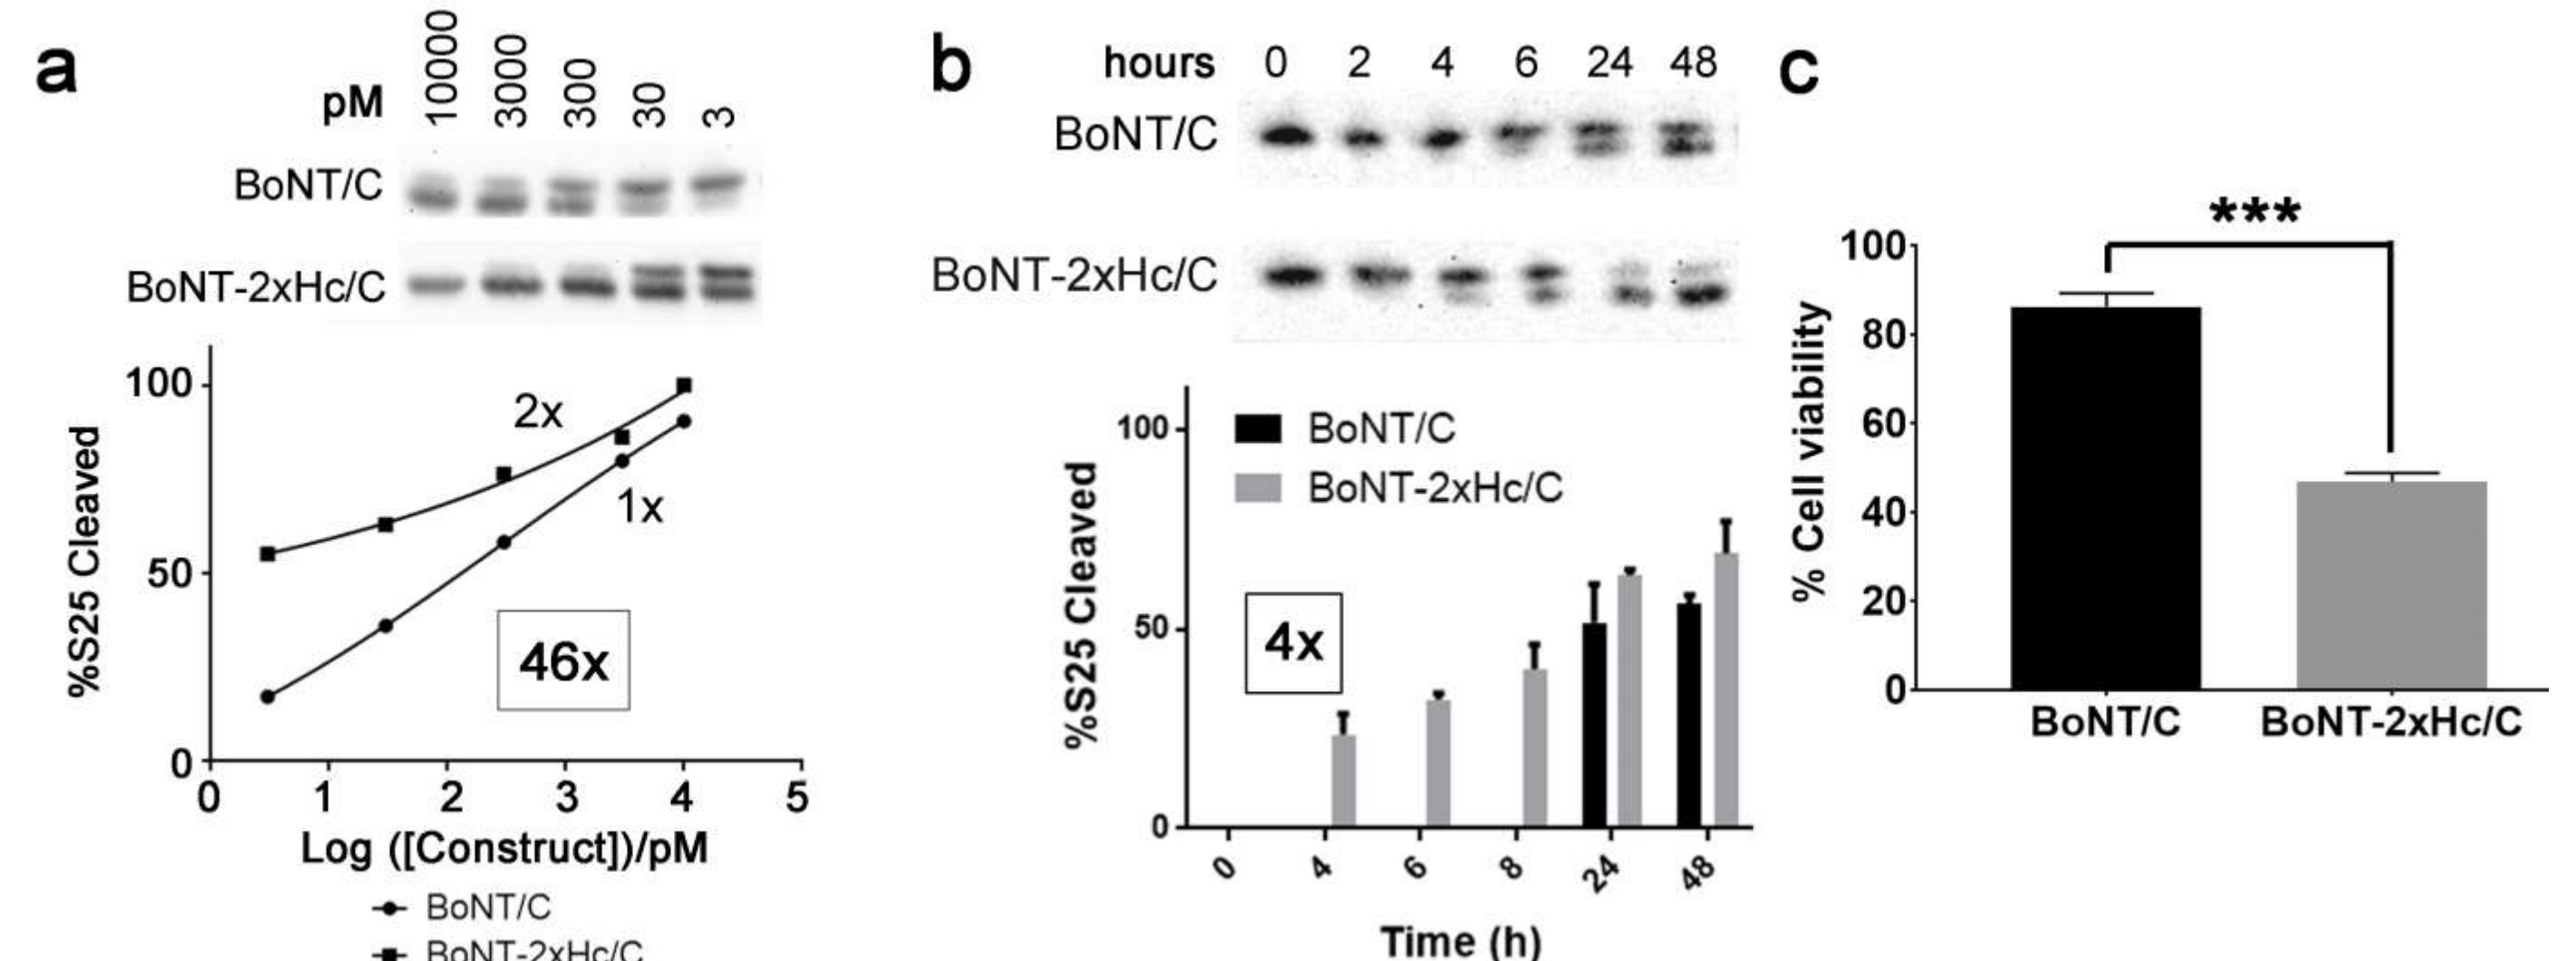 a
pM
10000
30000
300
30
3
BoNT/C
BoNT-2xHc/C
%S25 Cleaved
100
50
0
2x
1x
46x
0 1 2 3 4 5
Log ([Construct])/pM
BoNT/C
BoNT-2xHc/C
b
hours 0 2 4 6 24 48
BoNT/C
BoNT-2xHc/C
%S25 Cleaved
100
50
0
BoNT/C
BoNT-2xHc/C
4x
0 4 6 8 24 48
Time (h)
c
% Cell viability
100
80
60
40
20
0
***
BoNT/C BoNT-2xHc/C